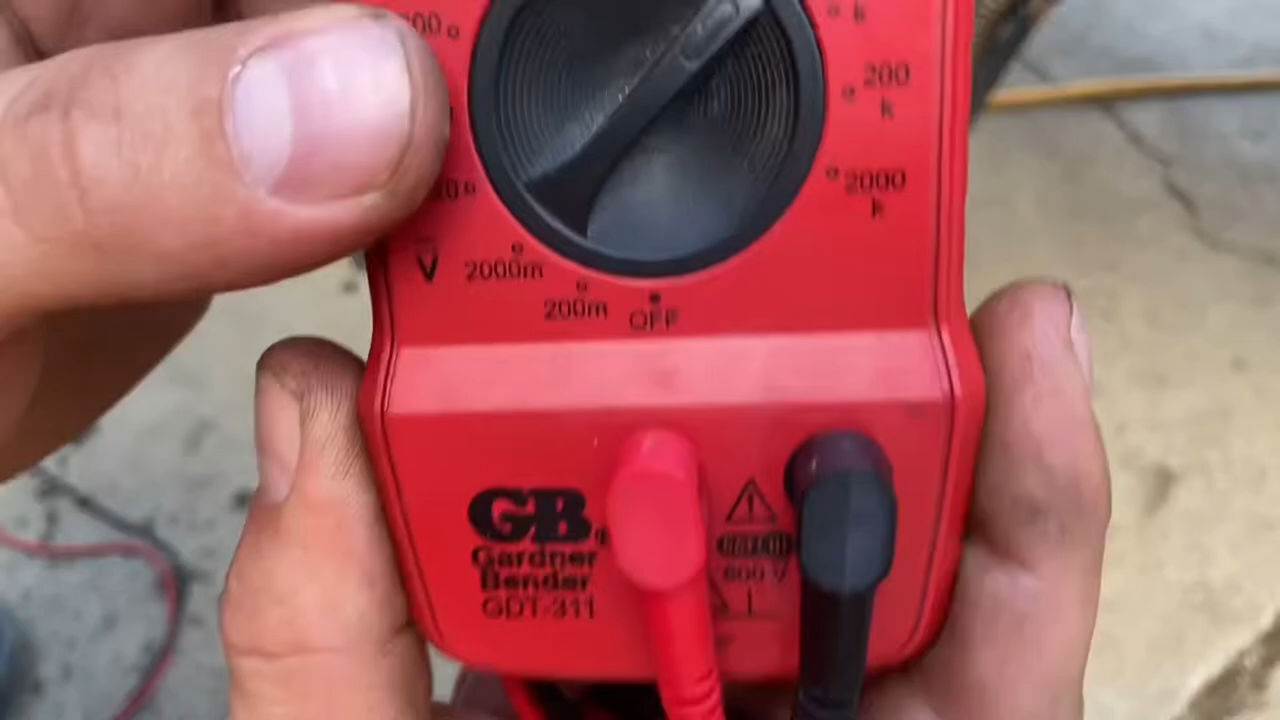 k
200
k
2000
k
V
2000m
200m
OFF
GB
Gardner
Bender
GDT-311
600 V